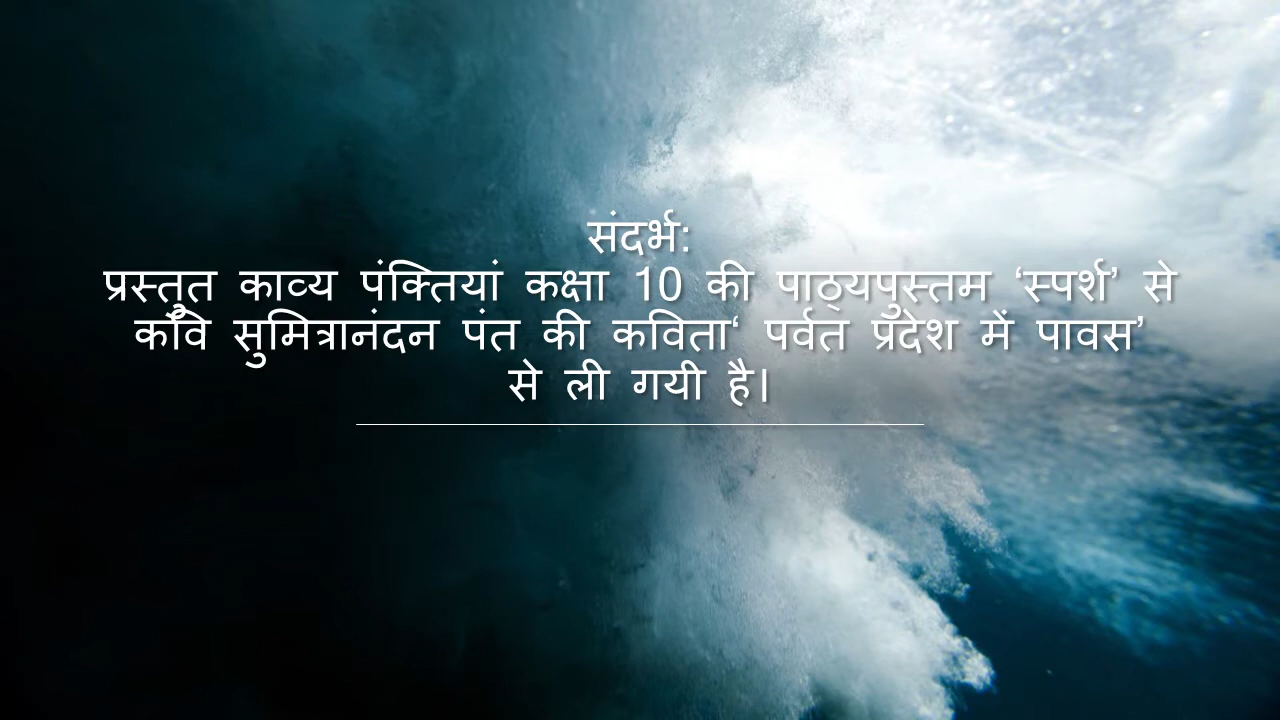 संदर्भ:
प्रस्तुत काव्य पंक्तियां कक्षा 10 की पाठ्यपुस्तम ‘स्पर्श’ से
कवि सुमित्रानंदन पंत की कविता‘ पर्वत प्रदेश में पावस’
से ली गयी है।